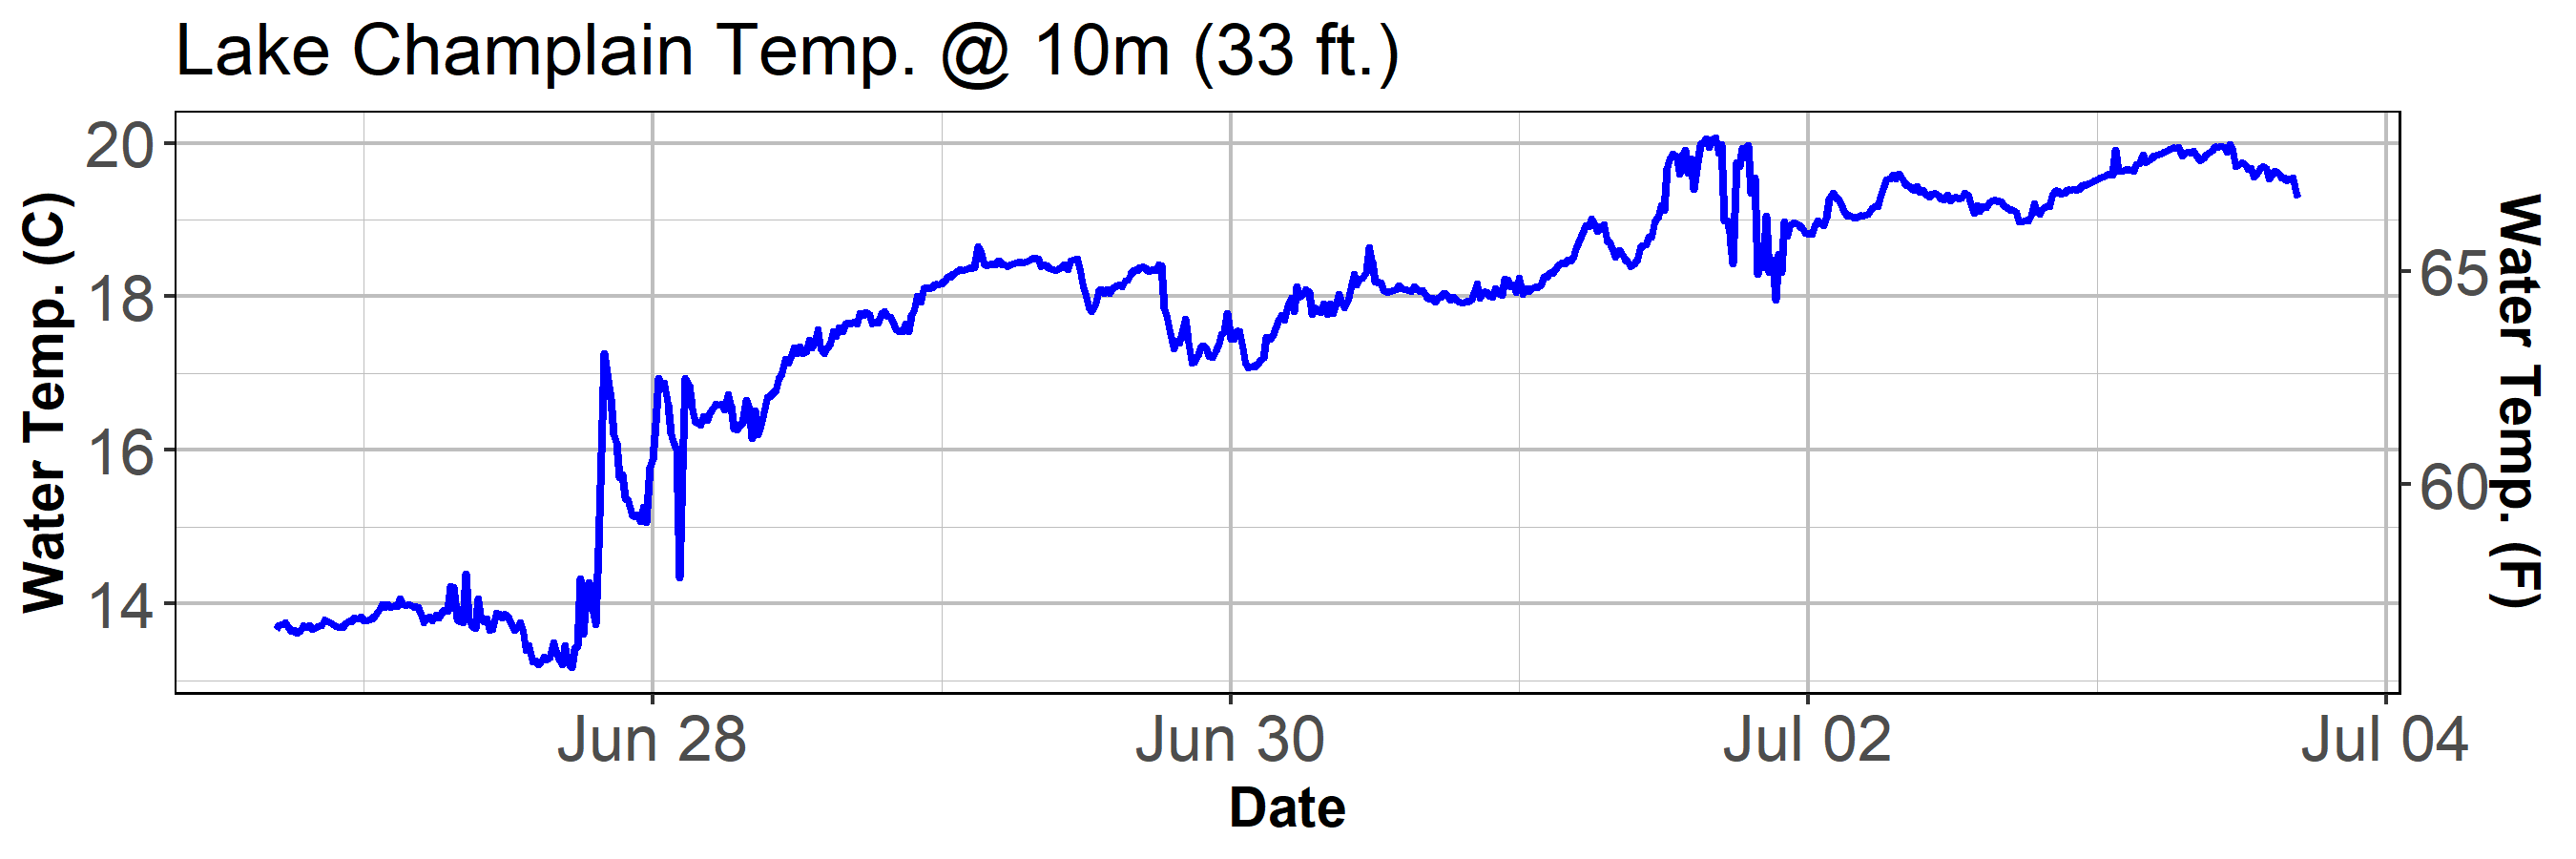 Lake Champlain Temp. @ 10m (33 ft.)
Water Temp. (C)
20
18
16
14
65
60
Water Temp. (F)
Jun 28
Jun 30
Jul 02
Jul 04
Date